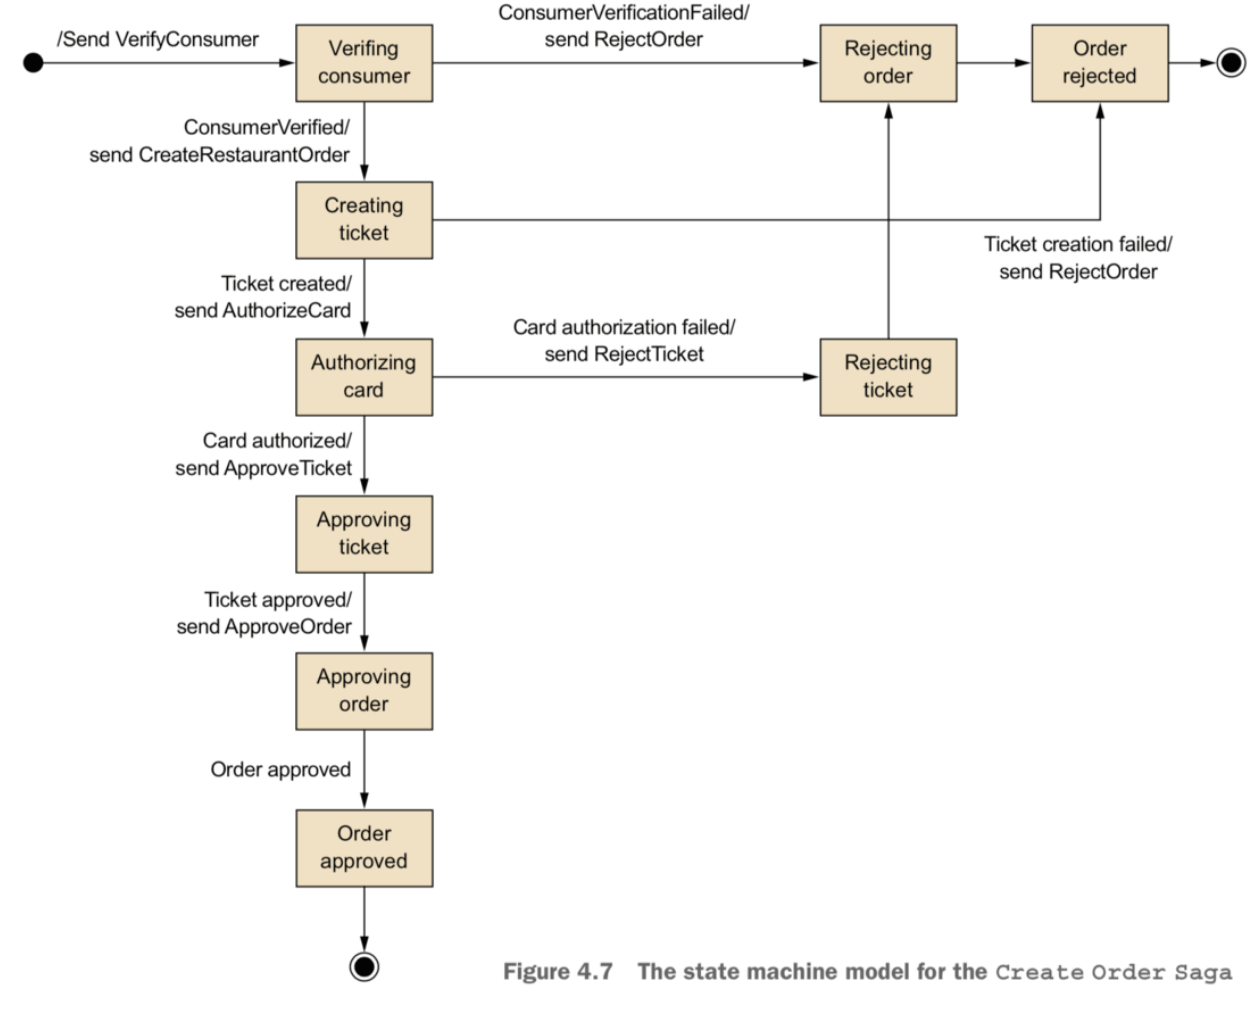 ConsumerVerificationFailed/
send RejectOrder
/Send VerifyConsumer
Verifing
consumer
Rejecting
order
Order
rejected
ConsumerVerified/
send CreateRestaurantOrder
Creating
ticket
Ticket creation failed/
send RejectOrder
Ticket created/
send AuthorizeCard
Card authorization failed/
send RejectTicket
Authorizing
card
Rejecting
ticket
Card authorized/
send ApproveTicket
Approving
ticket
Ticket approved/
send ApproveOrder
Approving
order
Order approved
Order
approved
Figure 4.7 The state machine model for the Create Order Saga